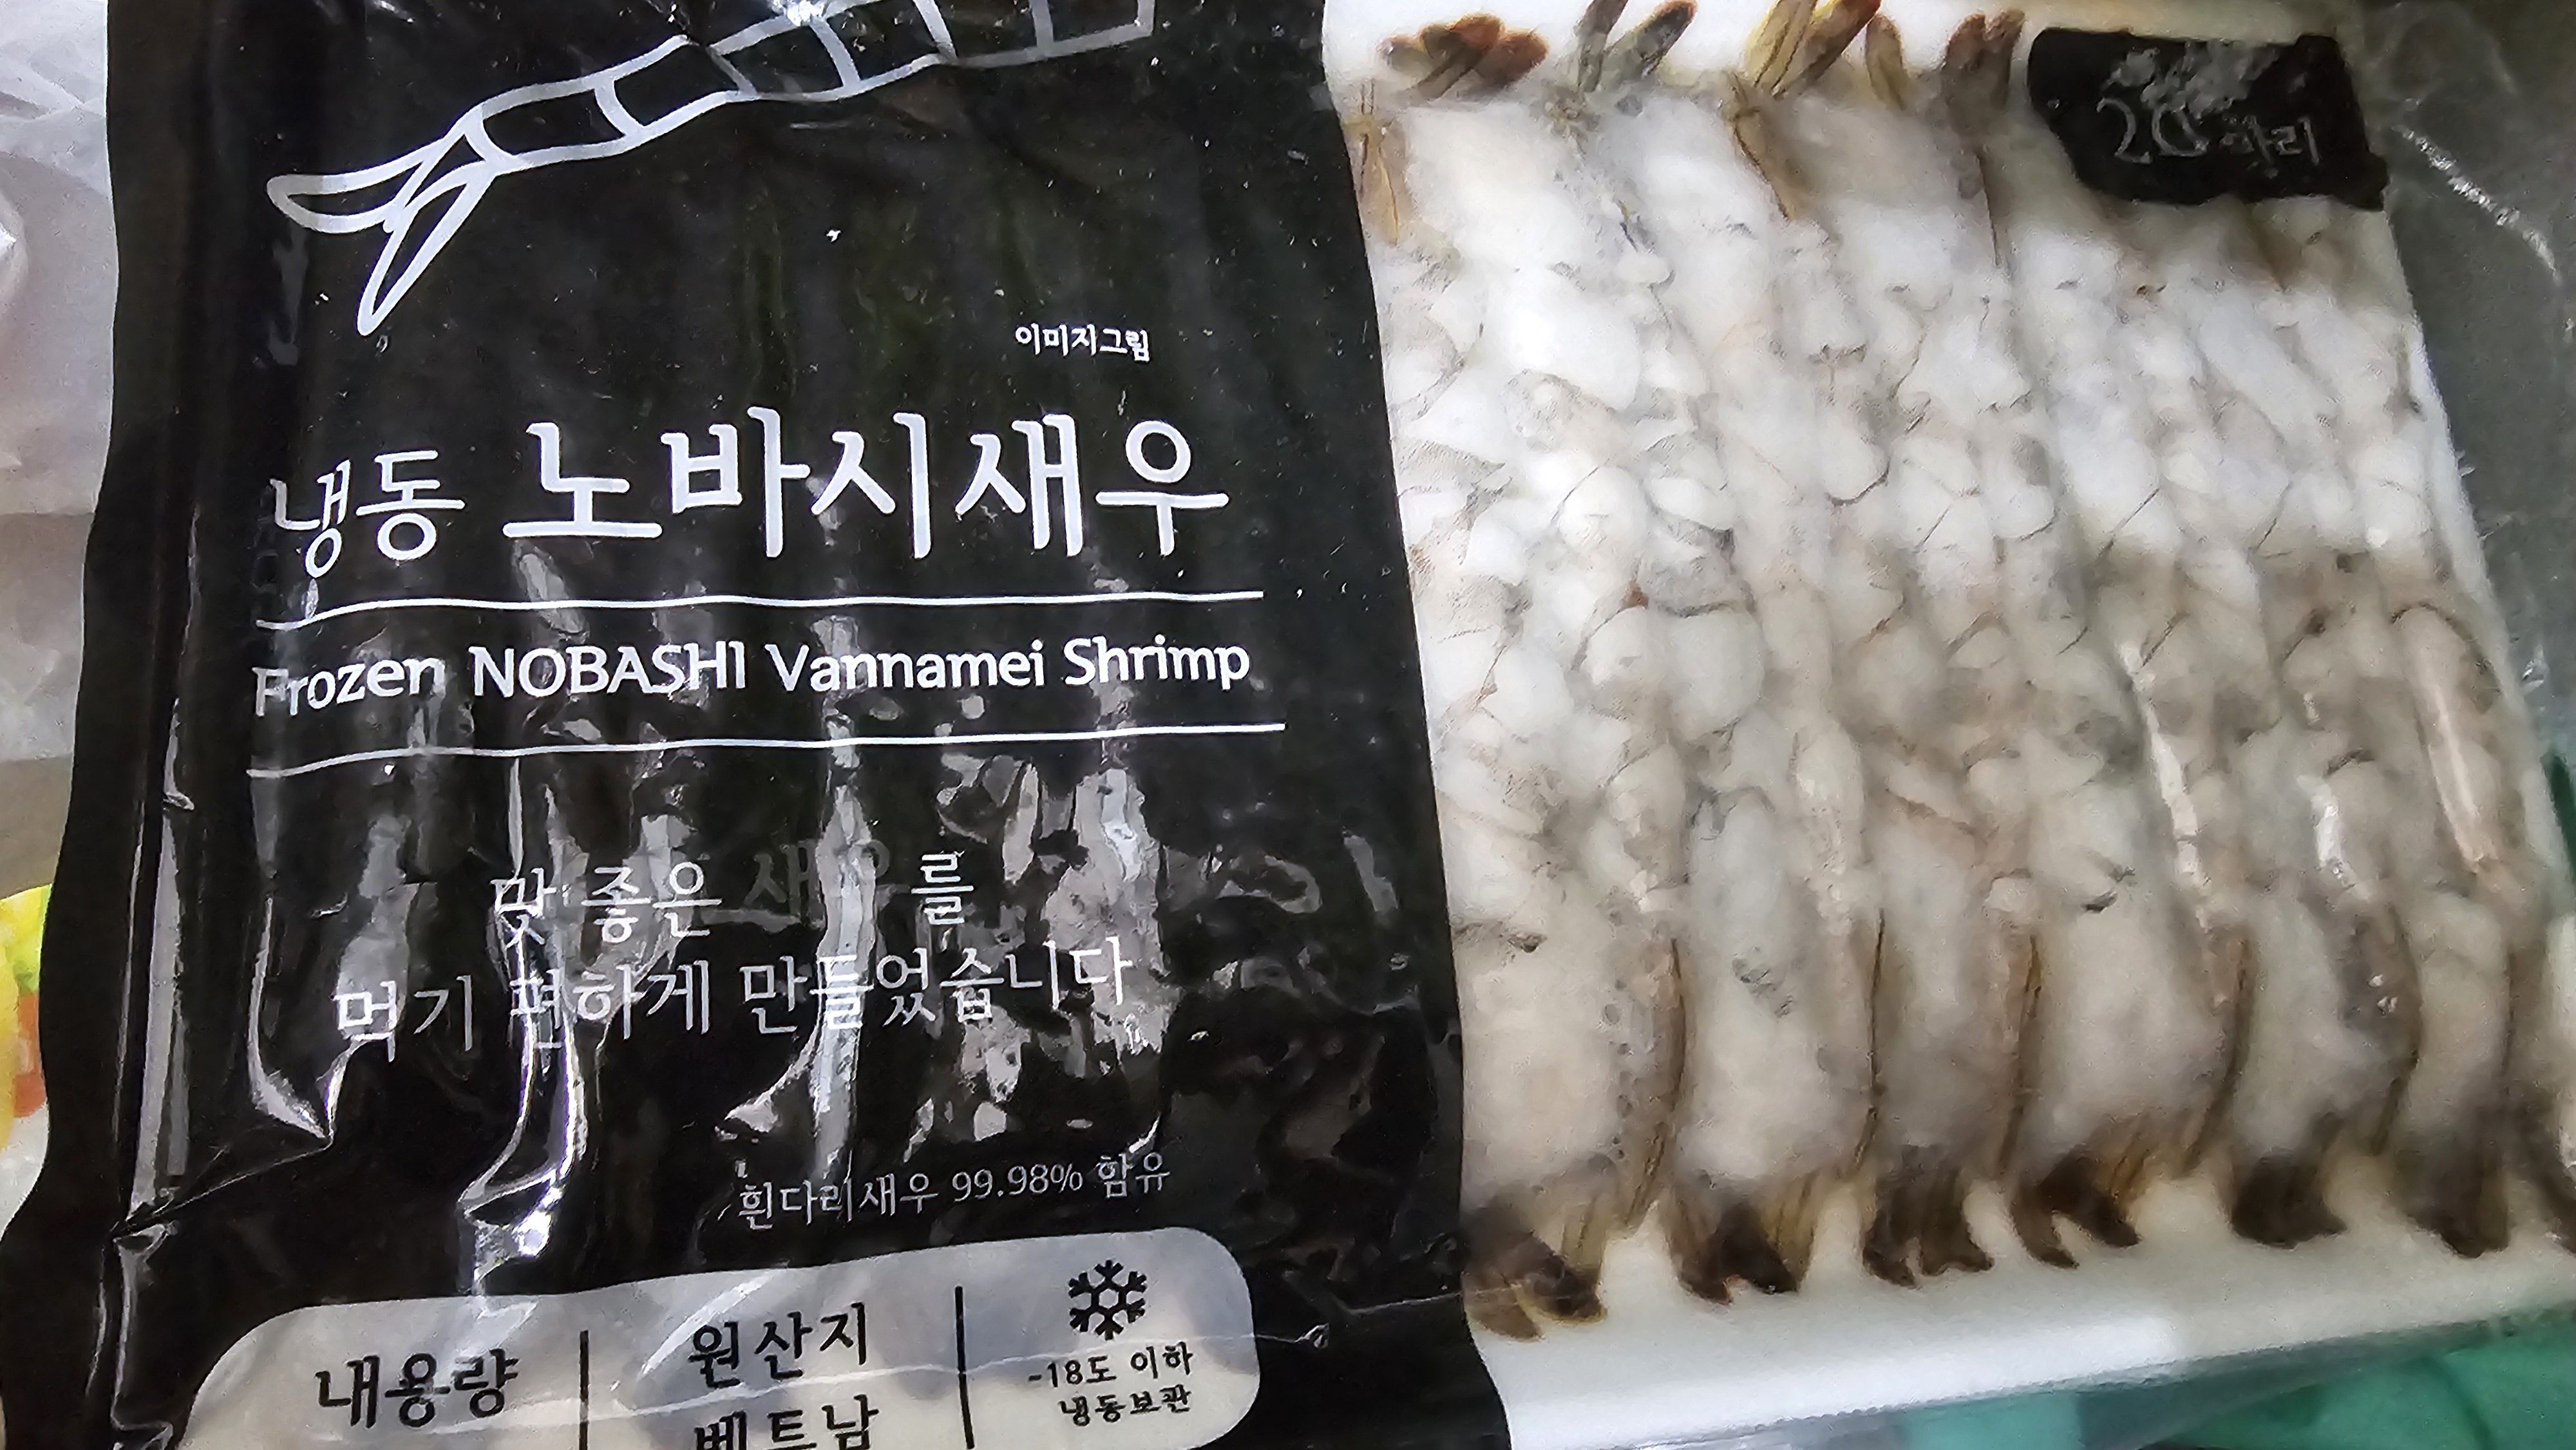 이미지그림
냉동 노바시새우
Frozen NOBASHI Vannamei Shrimp
맛 좋은 새우를
먹기 편하게 만들었습니다
흰다리새우 99.98% 함유
내용량
원산지
베트남
-18도 이하
냉동보관
20마리